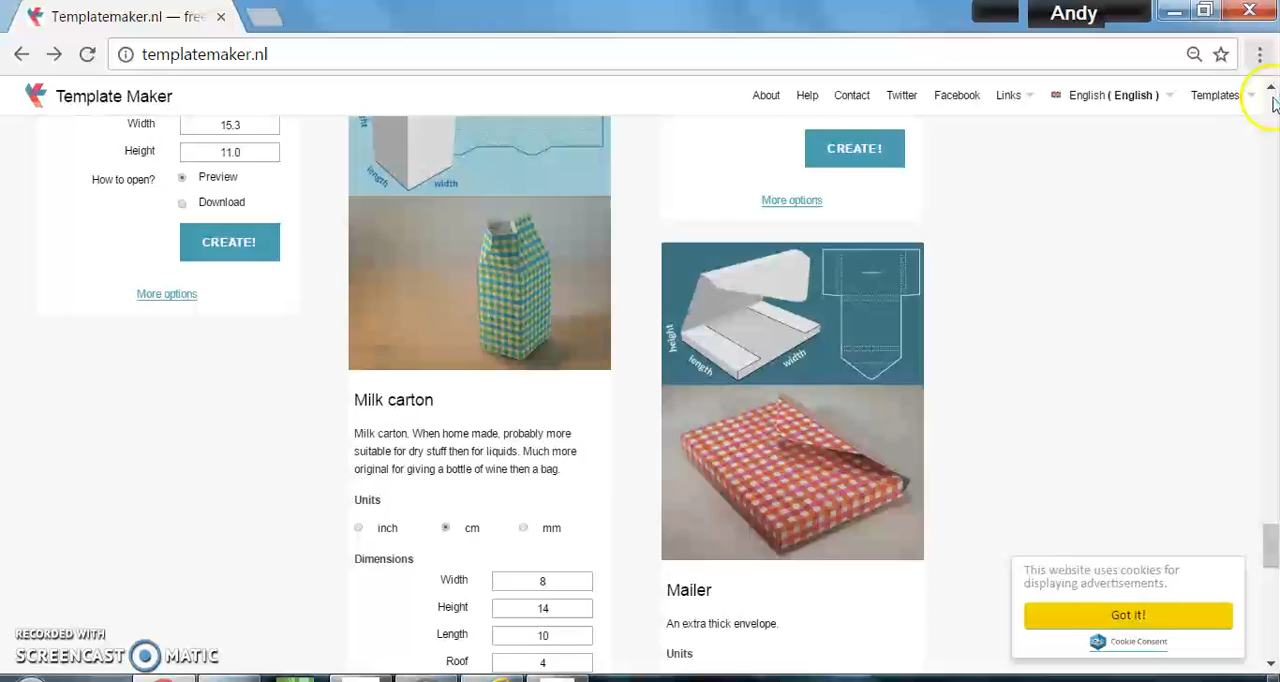 Templatemaker.nl — free
Andy
templatemaker.nl
Template Maker
About
Help
Contact
Twitter
Facebook
Links
English ( English )
Templates
Width
15.3
Height
11.0
How to open?
Preview
Download
CREATE!
More options
length
width
Milk carton
Milk carton. When home made, probably more
suitable for dry stuff then for liquids. Much more
original for giving a bottle of wine then a bag.
Units
inch
cm
mm
Dimensions
Width
8
Height
14
Length
10
Roof
4
CREATE!
More options
height
length
width
Mailer
An extra thick envelope.
Units
This website uses cookies for
displaying advertisements.
Got it!
Cookie Consent
RECORDED WITH
SCREENCAST MATIC